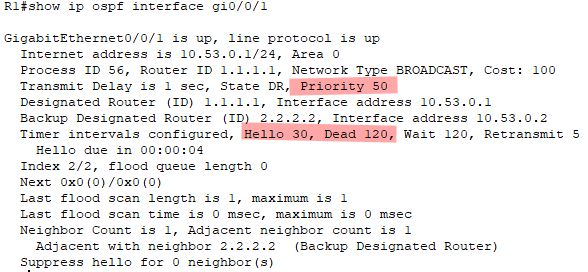 R1#show ip ospf interface gi0/0/1
GigabitEthernet0/0/1 is up, line protocol is up
Internet address is 10.53.0.1/24, Area 0
Process ID 56, Router ID 1.1.1.1, Network Type BROADCAST, Cost: 100
Transmit Delay is 1 sec, State DR, Priority 50
Designated Router (ID) 1.1.1.1, Interface address 10.53.0.1
Backup Designated Router (ID) 2.2.2.2, Interface address 10.53.0.2
Timer intervals configured, Hello 30, Dead 120, Wait 120, Retransmit 5
Hello due in 00:00:04
Index 2/2, flood queue length 0
Next 0x0(0)/0x0(0)
Last flood scan length is 1, maximum is 1
Last flood scan time is 0 msec, maximum is 0 msec
Neighbor Count is 1, Adjacent neighbor count is 1
Adjacent with neighbor 2.2.2.2 (Backup Designated Router)
Suppress hello for 0 neighbor(s)